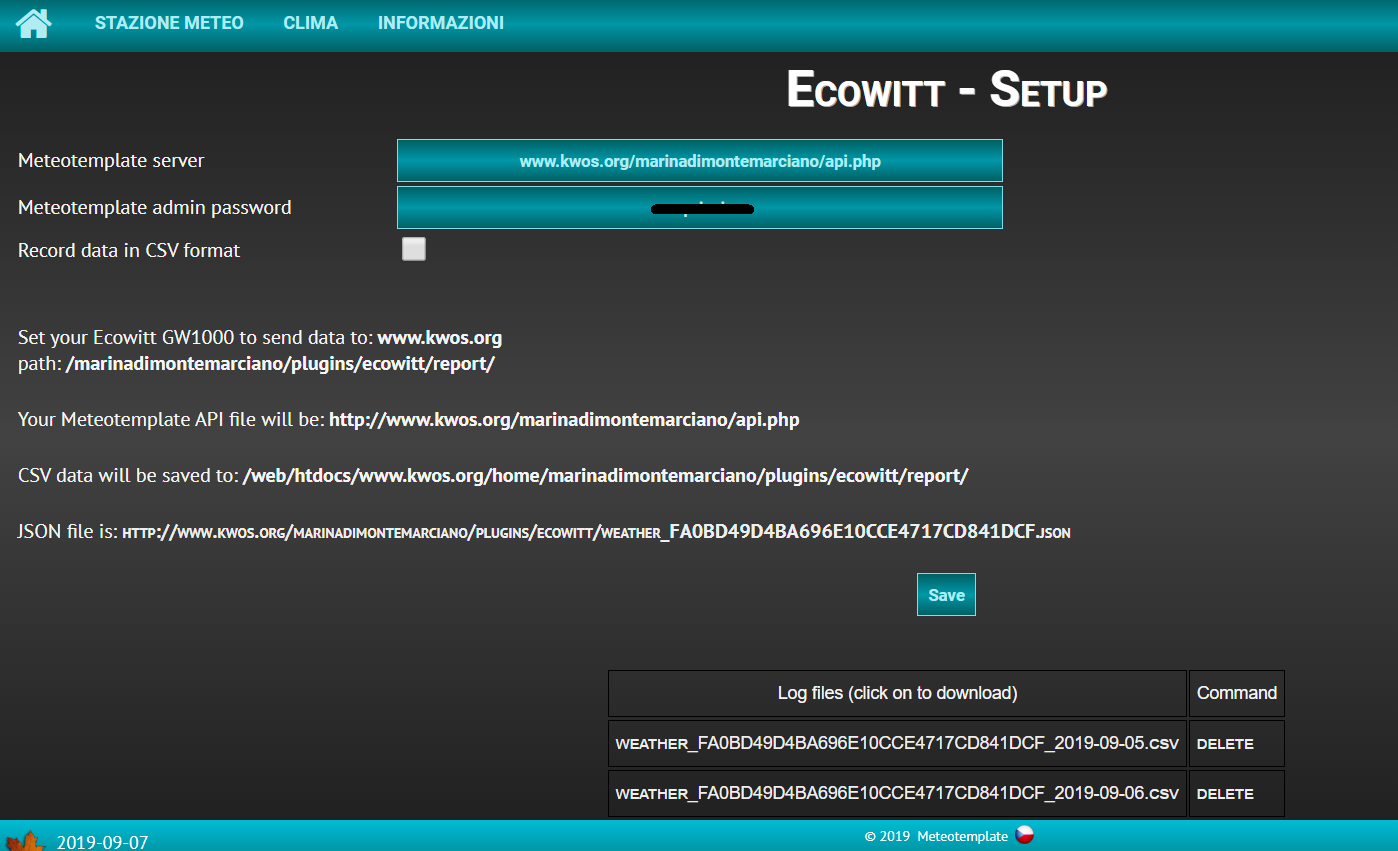 STAZIONE METEO CLIMA INFORMAZIONI
Ecowitt - Setup
Meteotemplate server www.kwos.org/marinadimontemarciano/api.php
Meteotemplate admin password
Record data in CSV format
Set your Ecowitt GW1000 to send data to: www.kwos.org
path: /marinadimontemarciano/plugins/ecowitt/report/
Your Meteotemplate API file will be: http://www.kwos.org/marinadimontemarciano/api.php
CSV data will be saved to: /web/htdocs/www.kwos.org/home/marinadimontemarciano/plugins/ecowitt/report/
JSON file is: http://www.kwos.org/marinadimontemarciano/plugins/ecowitt/weather_FA0BD49D4BA696E10CCE4717CD841DCF.json
Save
Log files (click on to download) Command
weather_FA0BD49D4BA696E10CCE4717CD841DCF_2019-09-05.csv delete
weather_FA0BD49D4BA696E10CCE4717CD841DCF_2019-09-06.csv delete
2019-09-07 © 2019 Meteotemplate